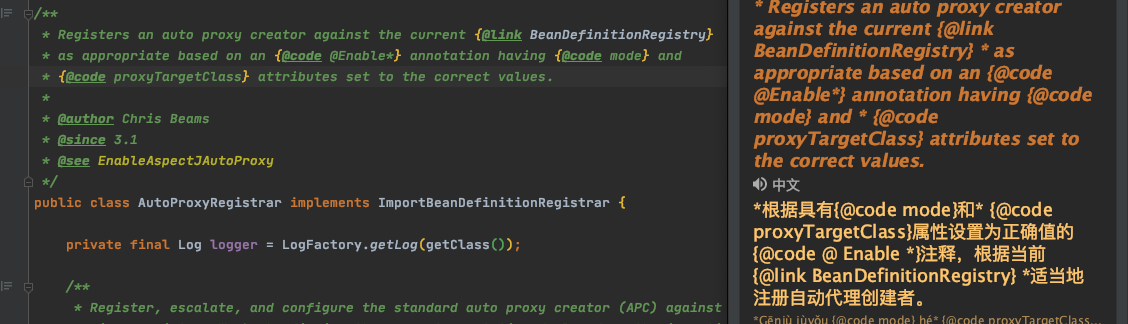 /**
* Registers an auto proxy creator against the current {@link BeanDefinitionRegistry}
* as appropriate based on an {@code @Enable*} annotation having {@code mode} and
* {@code proxyTargetClass} attributes set to the correct values.
*
* @author Chris Beams
* @since 3.1
* @see EnableAspectJAutoProxy
*/
public class AutoProxyRegistrar implements ImportBeanDefinitionRegistrar {
private final Log logger = LogFactory.getLog(getClass());
/**
* Register, escalate, and configure the standard auto proxy creator (APC) against
* Registers an auto proxy creator
against the current {@link
BeanDefinitionRegistry} * as
appropriate based on an {@code
@Enable*} annotation having {@code
mode} and * {@code
proxyTargetClass} attributes set to
the correct values.
中文
*根据具有{@code mode}和* {@code
proxyTargetClass}属性设置为正确值的
{@code @ Enable *}注释，根据当前
{@link BeanDefinitionRegistry} *适当地
注册自动代理创建者。
*Gēnjù jùyǒu {@code mode} hé* {@code proxyTargetClass...